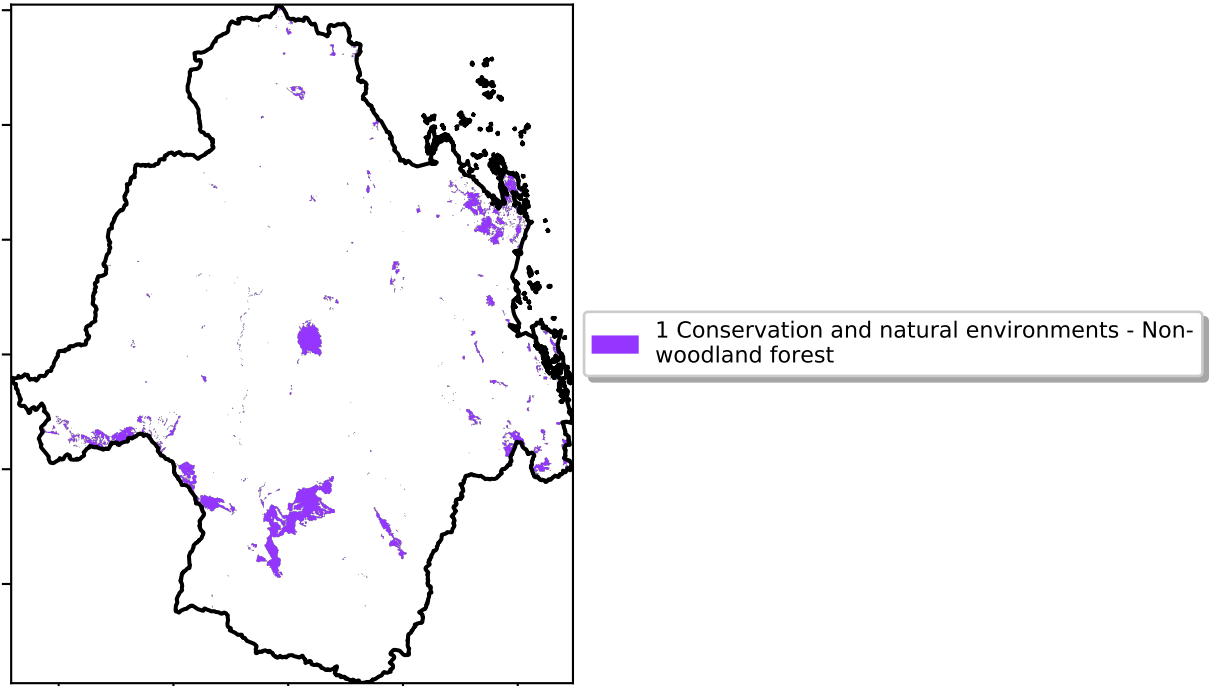 1 Conservation and natural environments - Non-
woodland forest